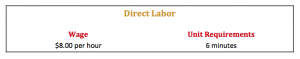 Direct Labor
Wage Unit Requirements
$8.00 per hour 6 minutes